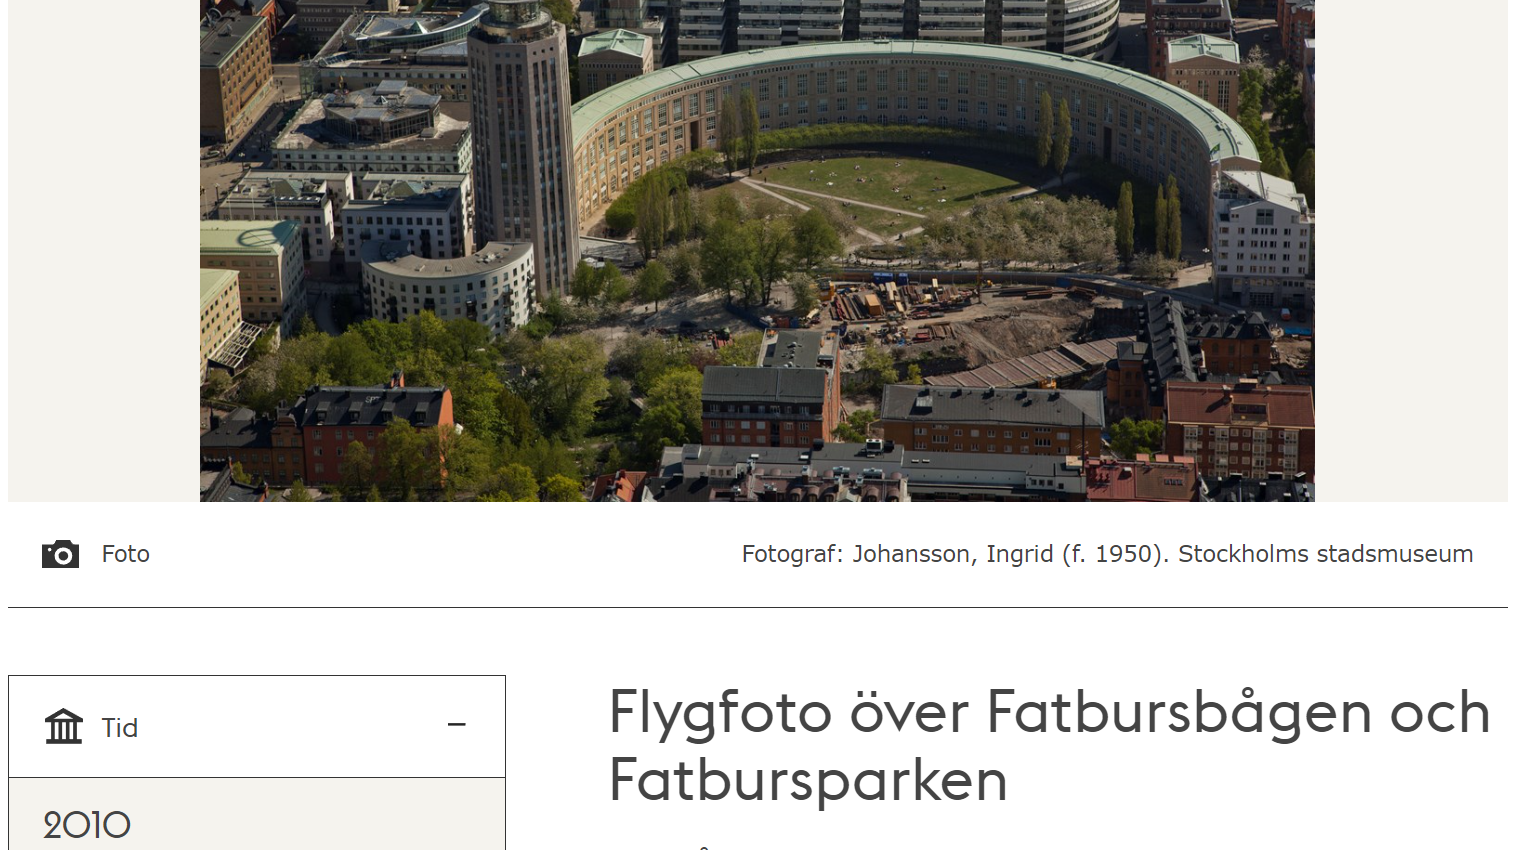 Foto
Fotograf: Johansson, Ingrid (f. 1950). Stockholms stadsmuseum
Tid
Flygfoto över Fatbursbågen och
Fatbursparken
2010